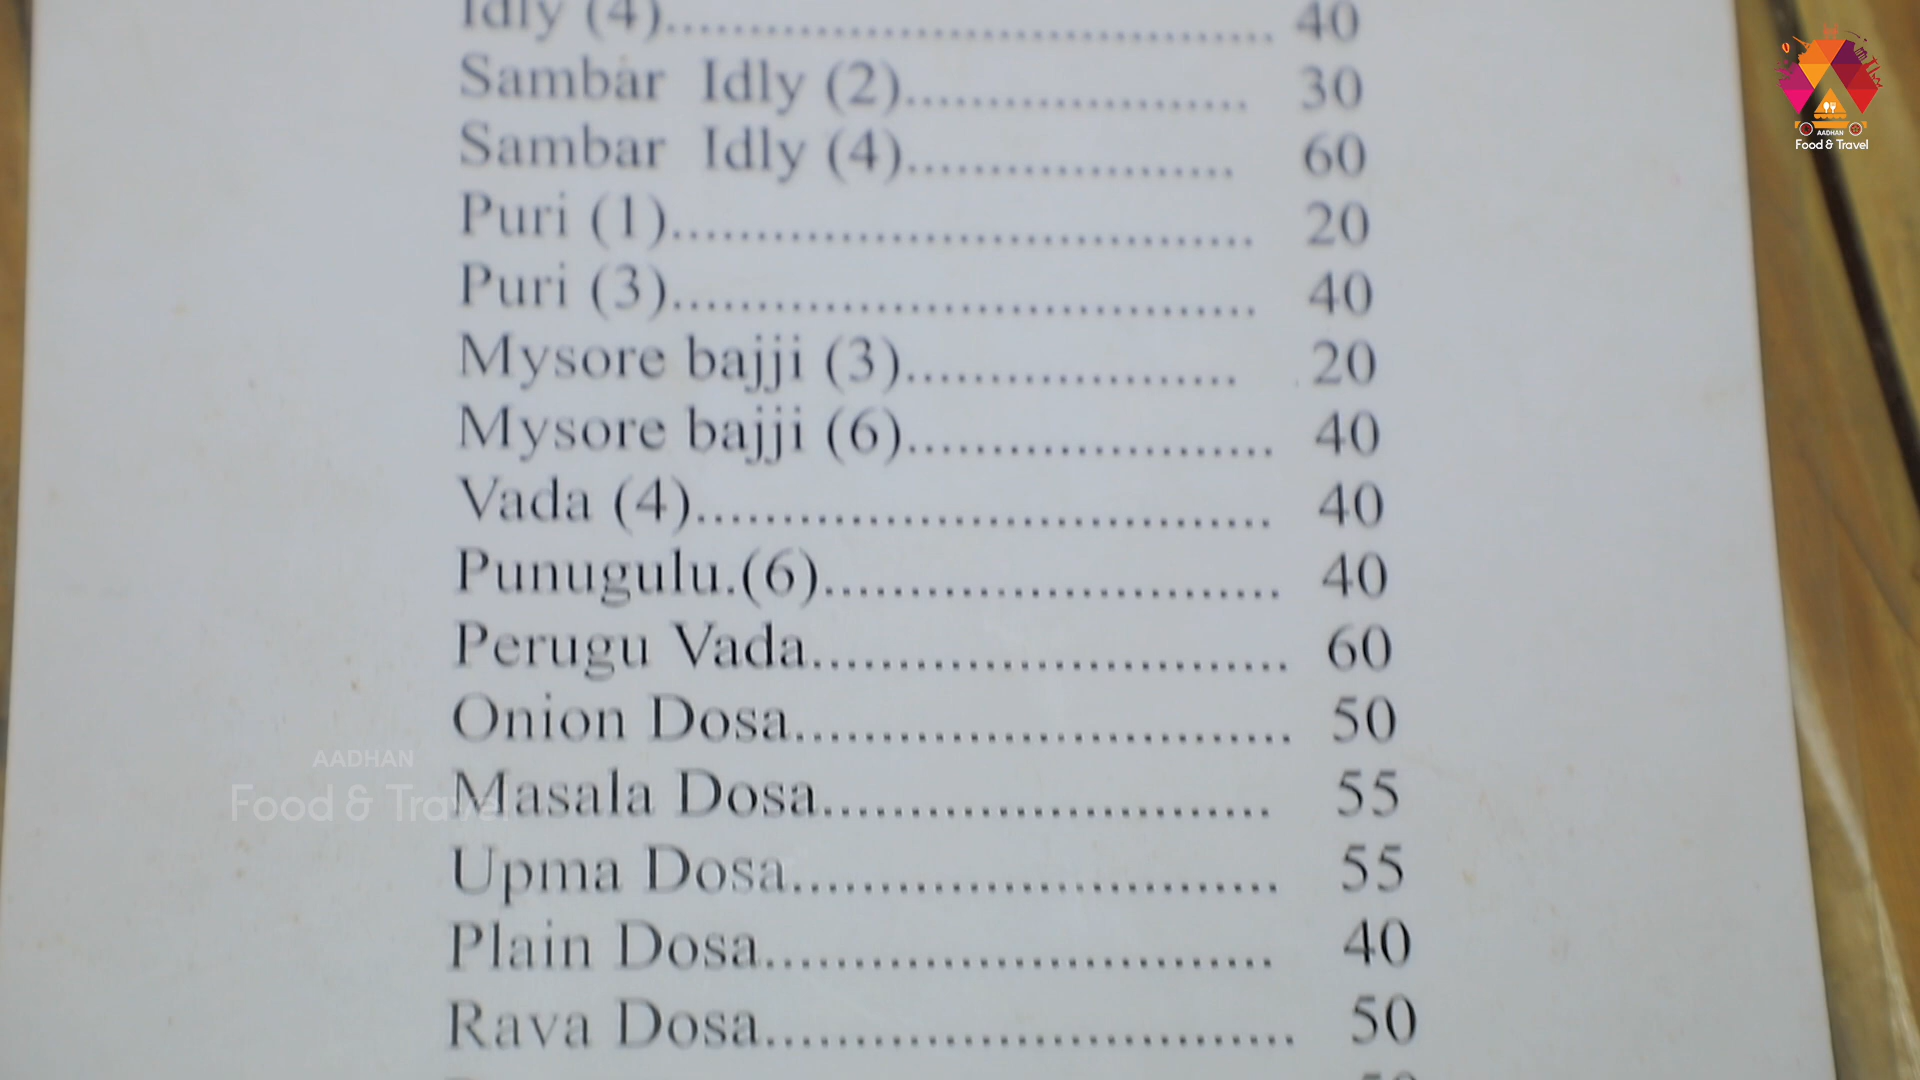 Idly (4)..................................... 40
Sambar Idly (2)..................... 30
Sambar Idly (4).................... 60
Puri (1)................................... 20
Puri (3)................................... 40
Mysore bajji (3).................... 20
Mysore bajji (6)...................... 40
Vada (4).................................. 40
Punugulu.(6)........................... 40
Perugu Vada............................ 60
Onion Dosa............................. 50
Masala Dosa.......................... 55
Upma Dosa............................ 55
Plain Dosa.............................. 40
Rava Dosa............................... 50
AADHAN
Food & Travel
AADHAN
Food & Travel